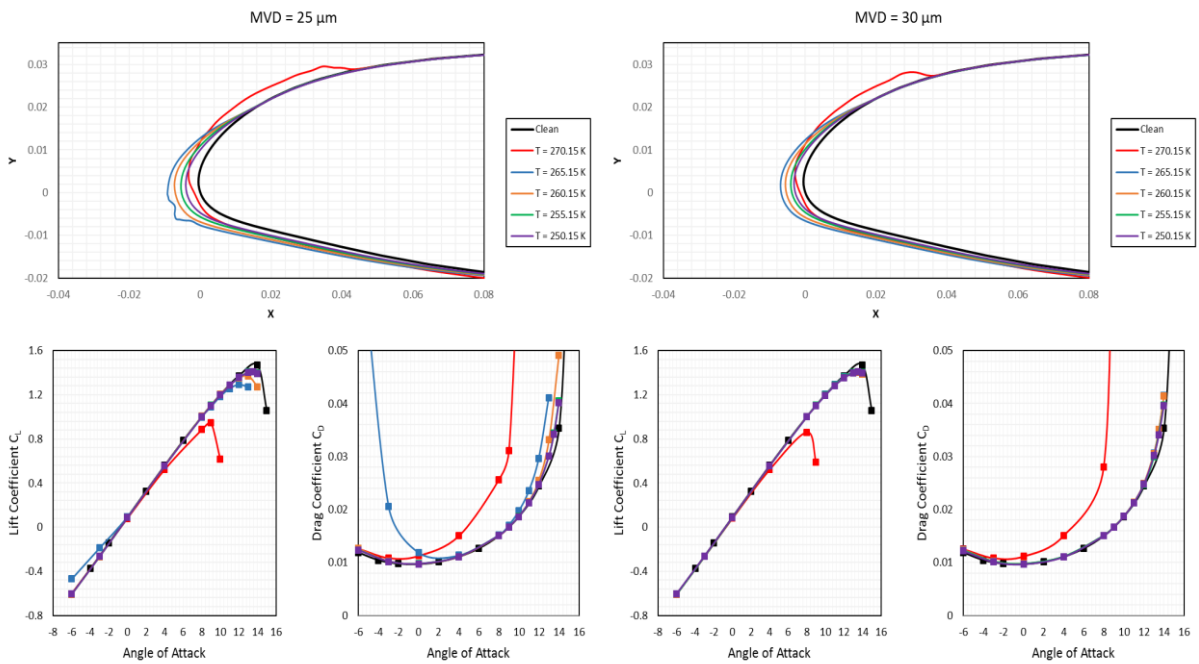 MVD = 25 µm
0.03
0.02
0.01
0
-0.01
-0.02
Y
-0.04
-0.02
0
0.02
0.04
0.06
0.08
X
Clean
T = 270.15 K
T = 265.15 K
T = 260.15 K
T = 255.15 K
T = 250.15 K
MVD = 30 µm
0.03
0.02
0.01
0
-0.01
-0.02
Y
-0.04
-0.02
0
0.02
0.04
0.06
0.08
X
Clean
T = 270.15 K
T = 265.15 K
T = 260.15 K
T = 255.15 K
T = 250.15 K
1.6
1.2
0.8
0.4
0
-0.4
-0.8
Lift Coefficient CL
-6 -4 -2 0 2 4 6 8 10 12 14 16
Angle of Attack
0.05
0.04
0.03
0.02
0.01
0
Drag Coefficient CD
-6 -4 -2 0 2 4 6 8 10 12 14 16
Angle of Attack
1.6
1.2
0.8
0.4
0
-0.4
-0.8
Lift Coefficient CL
-8 -6 -4 -2 0 2 4 6 8 10 12 14 16
Angle of Attack
0.05
0.04
0.03
0.02
0.01
0
Drag Coefficient CD
-6 -4 -2 0 2 4 6 8 10 12 14 16
Angle of Attack